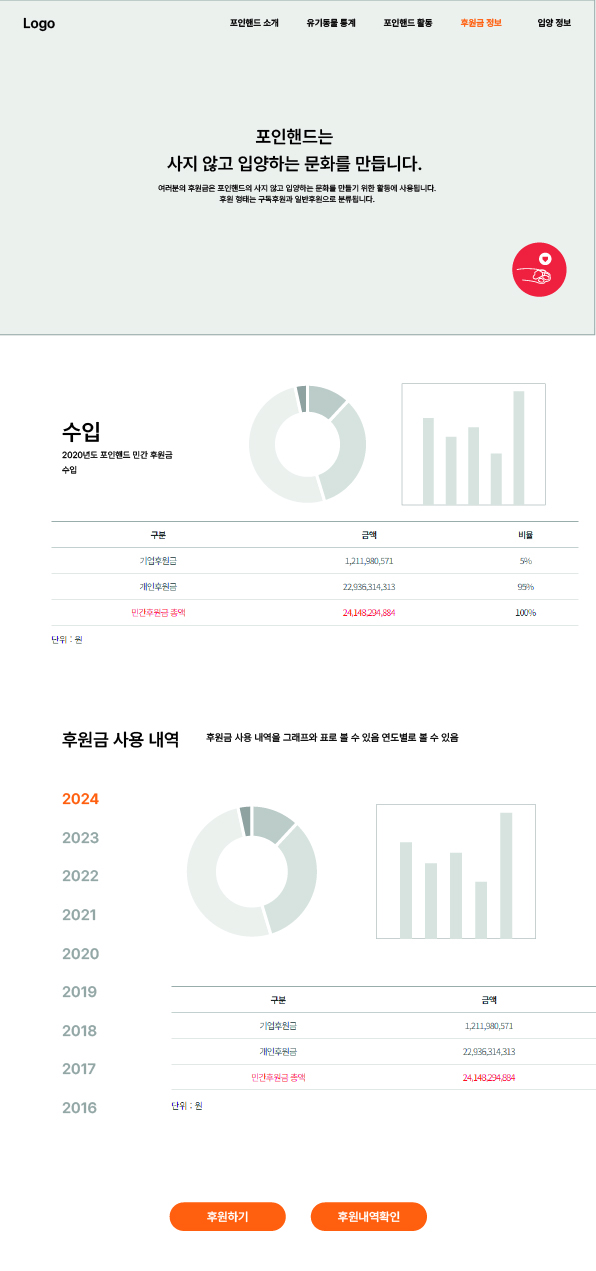 Logo 포인핸드 소개 유기동물 통계 포인핸드 활동 후원금 정보 입양 정보
포인핸드는
사지 않고 입양하는 문화를 만듭니다.
여러분의 후원금은 포인핸드의 사지 않고 입양하는 문화를 만들기 위한 활동에 사용됩니다.
후원 형태는 구독후원과 일반후원으로 분류됩니다.
수입
2020년도 포인핸드 민간 후원금
수입
구분 금액 비율
기업후원금 1,211,980,571 5%
개인후원금 22,936,314,313 95%
민간후원금 총액 24,148,294,884 100%
단위 : 원
후원금 사용 내역 후원금 사용 내역을 그래프와 표로 볼 수 있음 연도별로 볼 수 있음
2024
2023
2022
2021
2020
2019
2018
2017
2016
구분 금액
기업후원금 1,211,980,571
개인후원금 22,936,314,313
민간후원금 총액 24,148,294,884
단위 : 원
후원하기 후원내역확인